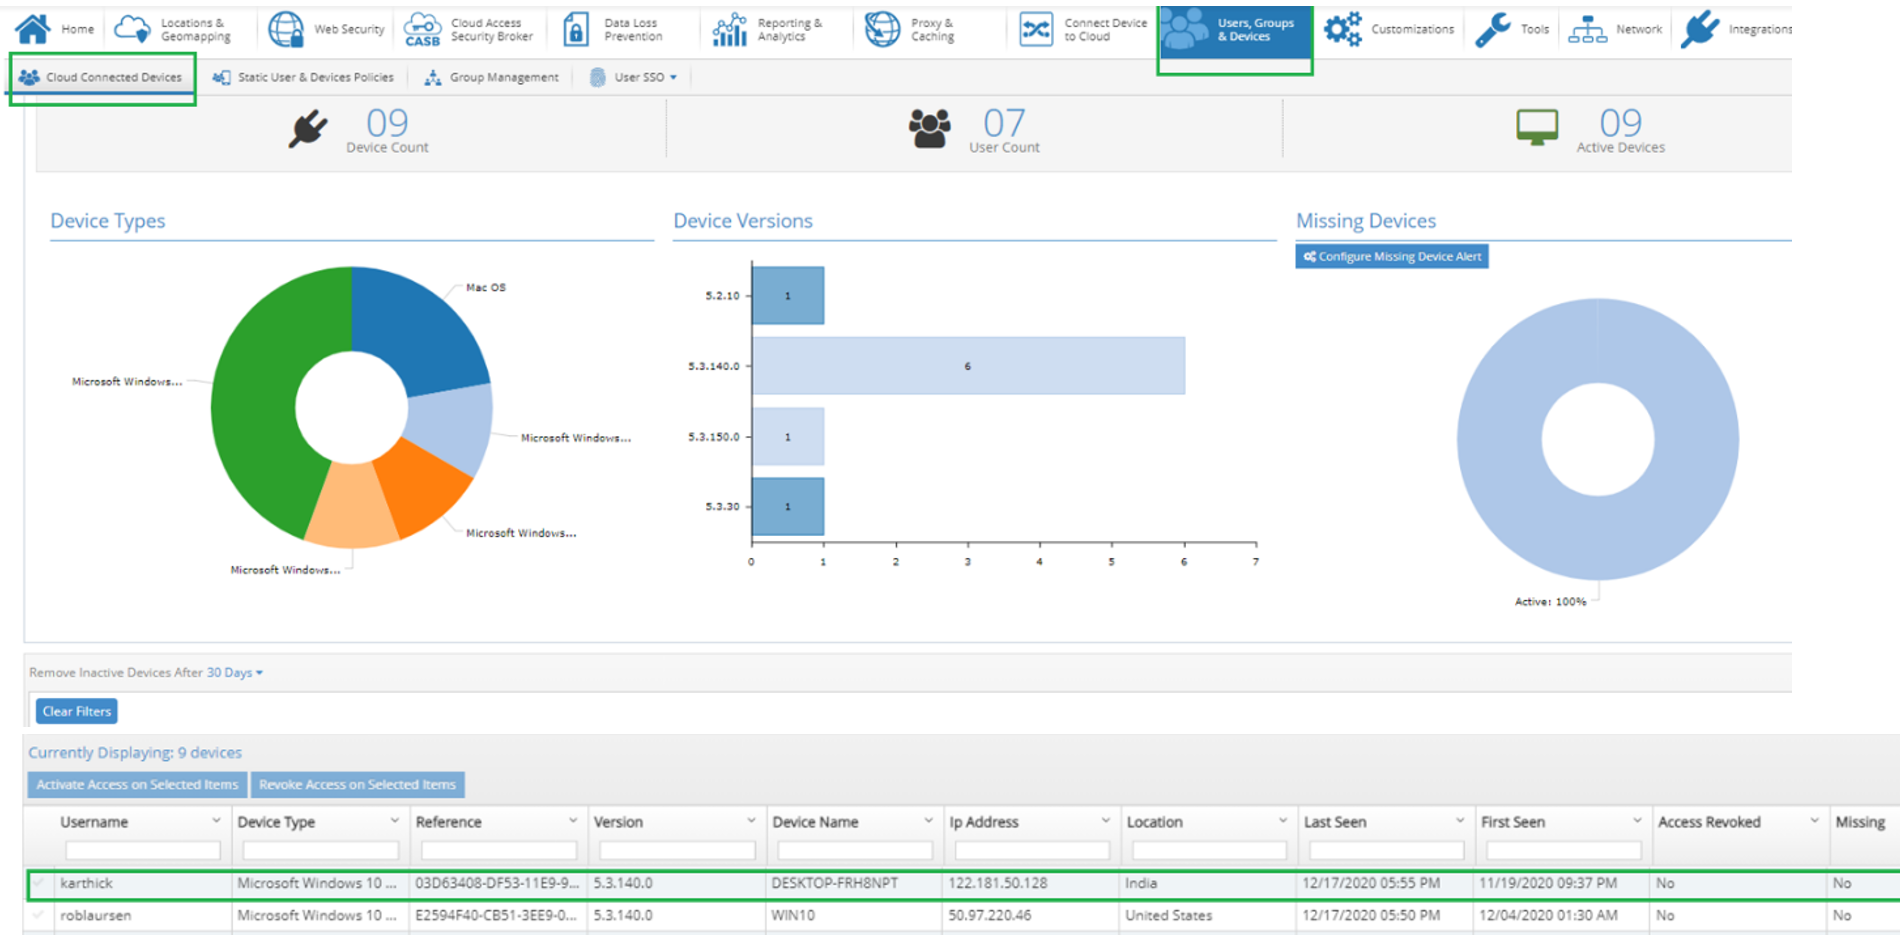 Home
Locations &
Geomapping
Web Security
CASB
Cloud Access
Security Broker
Data Loss
Prevention
Reporting &
Analytics
Proxy &
Caching
Connect Device
to Cloud
Users, Groups
& Devices
Customizations
Tools
Network
Integrations
Cloud Connected Devices
Static User & Devices Policies
Group Management
User SSO
09
Device Count
07
User Count
09
Active Devices
Device Types
Mac OS
Microsoft Windows...
Microsoft Windows...
Microsoft Windows...
Microsoft Windows...
Device Versions
5.2.10
1
5.3.140.0
6
5.3.150.0
1
5.3.30
1
0 1 2 3 4 5 6 7
Missing Devices
Configure Missing Device Alert
Active: 100%
Remove Inactive Devices After 30 Days
Clear Filters
Currently Displaying: 9 devices
Activate Access on Selected Items Revoke Access on Selected Items
Username Device Type Reference Version Device Name Ip Address Location Last Seen First Seen Access Revoked Missing
karthick Microsoft Windows 10 ... 03D63408-DF53-11E9-9... 5.3.140.0 DESKTOP-FRH8NPT 122.181.50.128 India 12/17/2020 05:55 PM 11/19/2020 09:37 PM No No
roblaursen Microsoft Windows 10 ... E2594F40-CB51-3EE9-0... 5.3.140.0 WIN10 50.97.220.46 United States 12/17/2020 05:50 PM 12/04/2020 01:30 AM No No